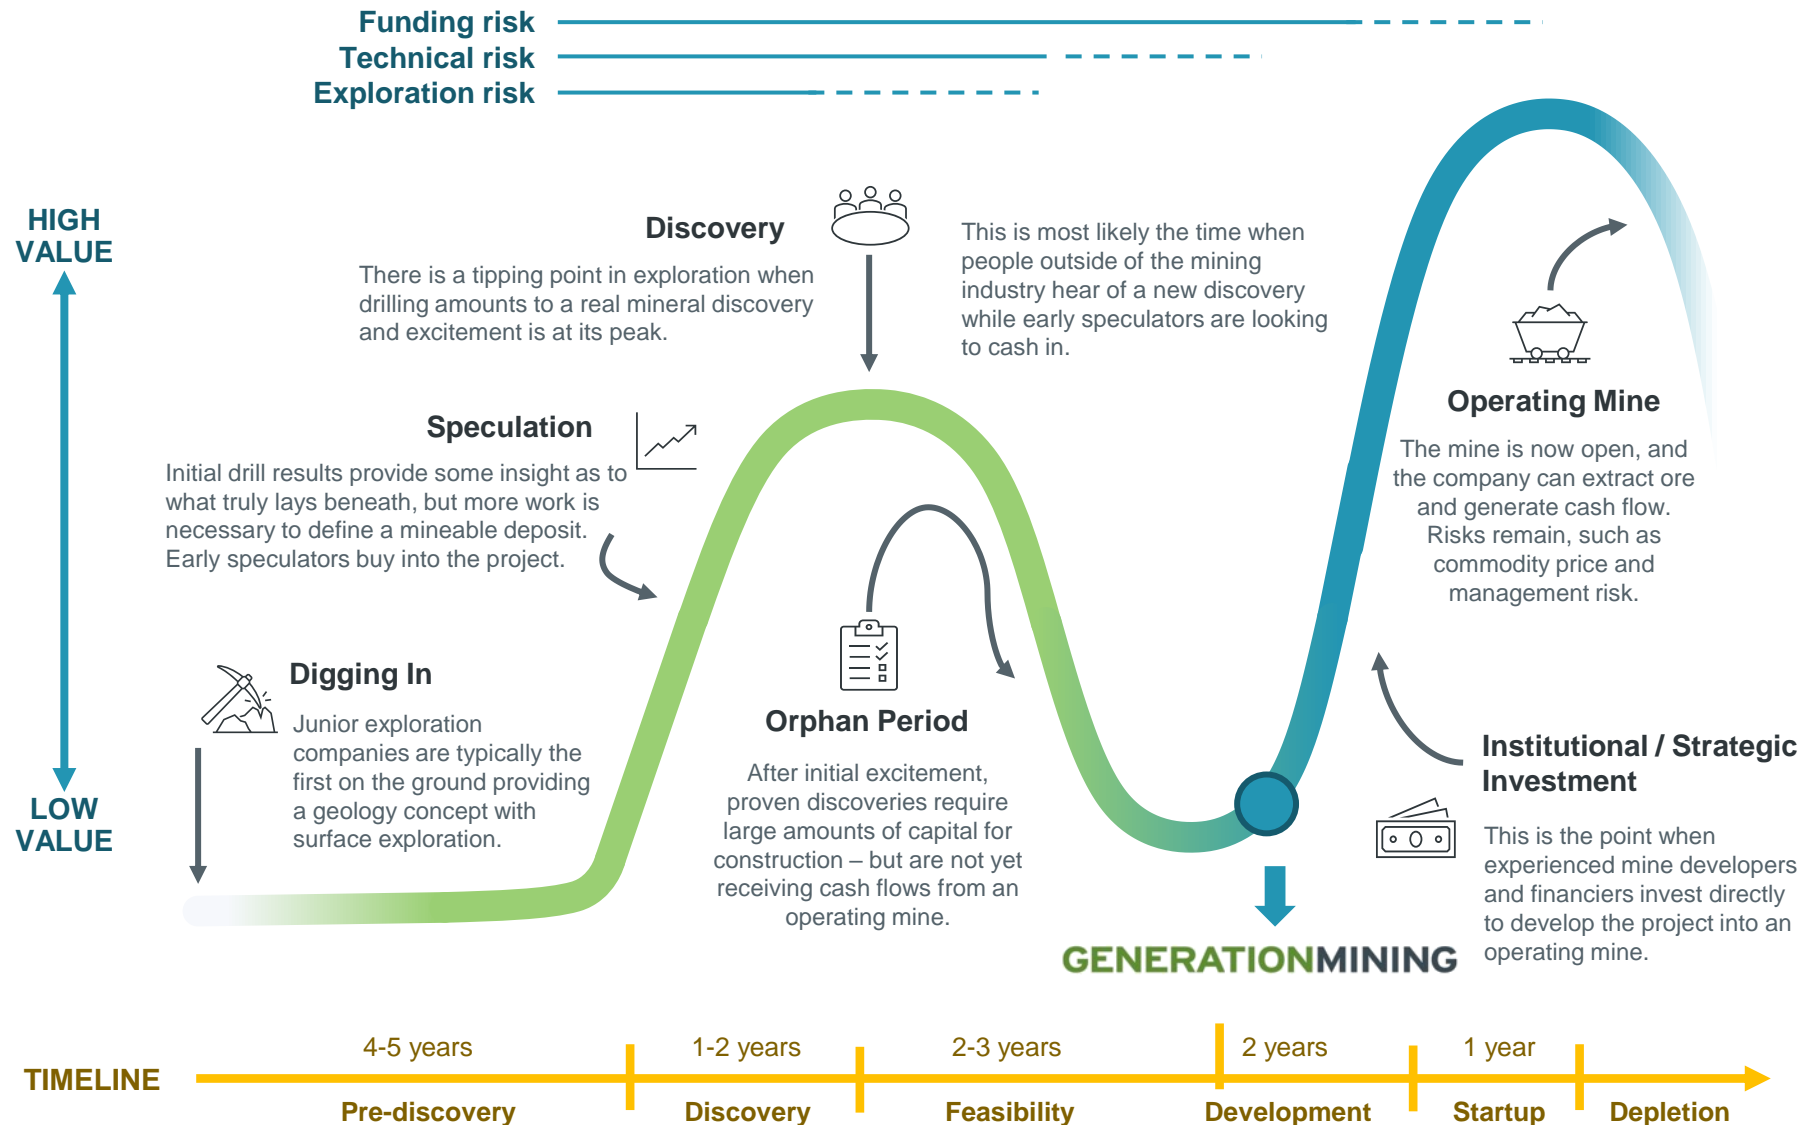 Funding risk
Technical risk
Exploration risk
HIGH
VALUE
LOW
VALUE
Discovery
There is a tipping point in exploration when
drilling amounts to a real mineral discovery
and excitement is at its peak.
This is most likely the time when
people outside of the mining
industry hear of a new discovery
while early speculators are looking
to cash in.
Speculation
Initial drill results provide some insight as to
what truly lays beneath, but more work is
necessary to define a mineable deposit.
Early speculators buy into the project.
Digging In
Junior exploration
companies are typically the
first on the ground providing
a geology concept with
surface exploration.
Orphan Period
After initial excitement,
proven discoveries require
large amounts of capital for
construction – but are not yet
receiving cash flows from an
operating mine.
Operating Mine
The mine is now open, and
the company can extract ore
and generate cash flow.
Risks remain, such as
commodity price and
management risk.
Institutional / Strategic
Investment
This is the point when
experienced mine developers
and financiers invest directly
to develop the project into an
operating mine.
GENERATIONMINING
TIMELINE
4-5 years
1-2 years
2-3 years
2 years
1 year
Pre-discovery
Discovery
Feasibility
Development
Startup
Depletion